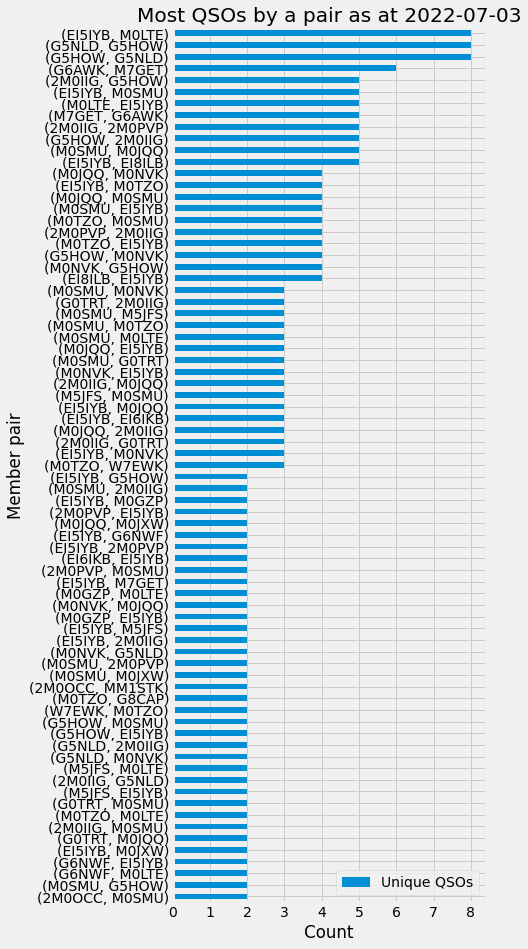 Most QSOs by a pair as at 2022-07-03
(EI5IYB, M0LTE)
(G5NLD, G5HOW)
(G5HOW, G5NLD)
(G6AWK, M7GET)
(2M0IIG, G5HOW)
(EI5IYB, M0SMU)
(M0LTE, EI5IYB)
(M7GET, G6AWK)
(2M0IIG, 2M0PVP)
(G5HOW, 2M0IIG)
(M0SMU, M0JQQ)
(EI5IYB, EI8ILB)
(M0JQQ, M0NVK)
(EI5IYB, M0TZO)
(M0JQQ, M0SMU)
(M0SMU, EI5IYB)
(M0TZO, M0SMU)
(2M0PVP, 2M0IIG)
(M0TZO, EI5IYB)
(G5HOW, M0NVK)
(M0NVK, G5HOW)
(EI8ILB, EI5IYB)
(M0SMU, M0NVK)
(G0TRT, 2M0IIG)
(M0SMU, M5JFS)
(M0SMU, M0TZO)
(M0SMU, M0LTE)
(M0JQQ, EI5IYB)
(M0SMU, G0TRT)
(M0NVK, EI5IYB)
(2M0IIG, M0JQQ)
(M5JFS, M0SMU)
(EI5IYB, M0JQQ)
(EI5IYB, EI6IKB)
(M0JQQ, 2M0IIG)
(2M0IIG, G0TRT)
(EI5IYB, M0NVK)
(M0TZO, W7EWK)
(EI5IYB, G5HOW)
(M0SMU, 2M0IIG)
(EI5IYB, M0GZP)
(2M0PVP, EI5IYB)
(M0JQQ, M0JXW)
(EI5IYB, G6NWF)
(EI5IYB, 2M0PVP)
(EI6IKB, EI5IYB)
(2M0PVP, M0SMU)
(EI5IYB, M7GET)
(M0GZP, M0LTE)
(M0NVK, M0JQQ)
(M0GZP, EI5IYB)
(EI5IYB, M5JFS)
(EI5IYB, 2M0IIG)
(M0NVK, G5NLD)
(M0SMU, 2M0PVP)
(M0SMU, M0JXW)
(2M0OCC, MM1STK)
(M0TZO, G8CAP)
(W7EWK, M0TZO)
(G5HOW, M0SMU)
(G5HOW, EI5IYB)
(G5NLD, 2M0IIG)
(G5NLD, M0NVK)
(M5JFS, M0LTE)
(2M0IIG, G5NLD)
(M5JFS, EI5IYB)
(G0TRT, M0SMU)
(M0TZO, M0LTE)
(2M0IIG, M0SMU)
(G0TRT, M0JQQ)
(EI5IYB, M0JXW)
(G6NWF, EI5IYB)
(G6NWF, M0LTE)
(M0SMU, G5HOW)
(2M0OCC, M0SMU)
Member pair
Unique QSOs
0 1 2 3 4 5 6 7 8
Count